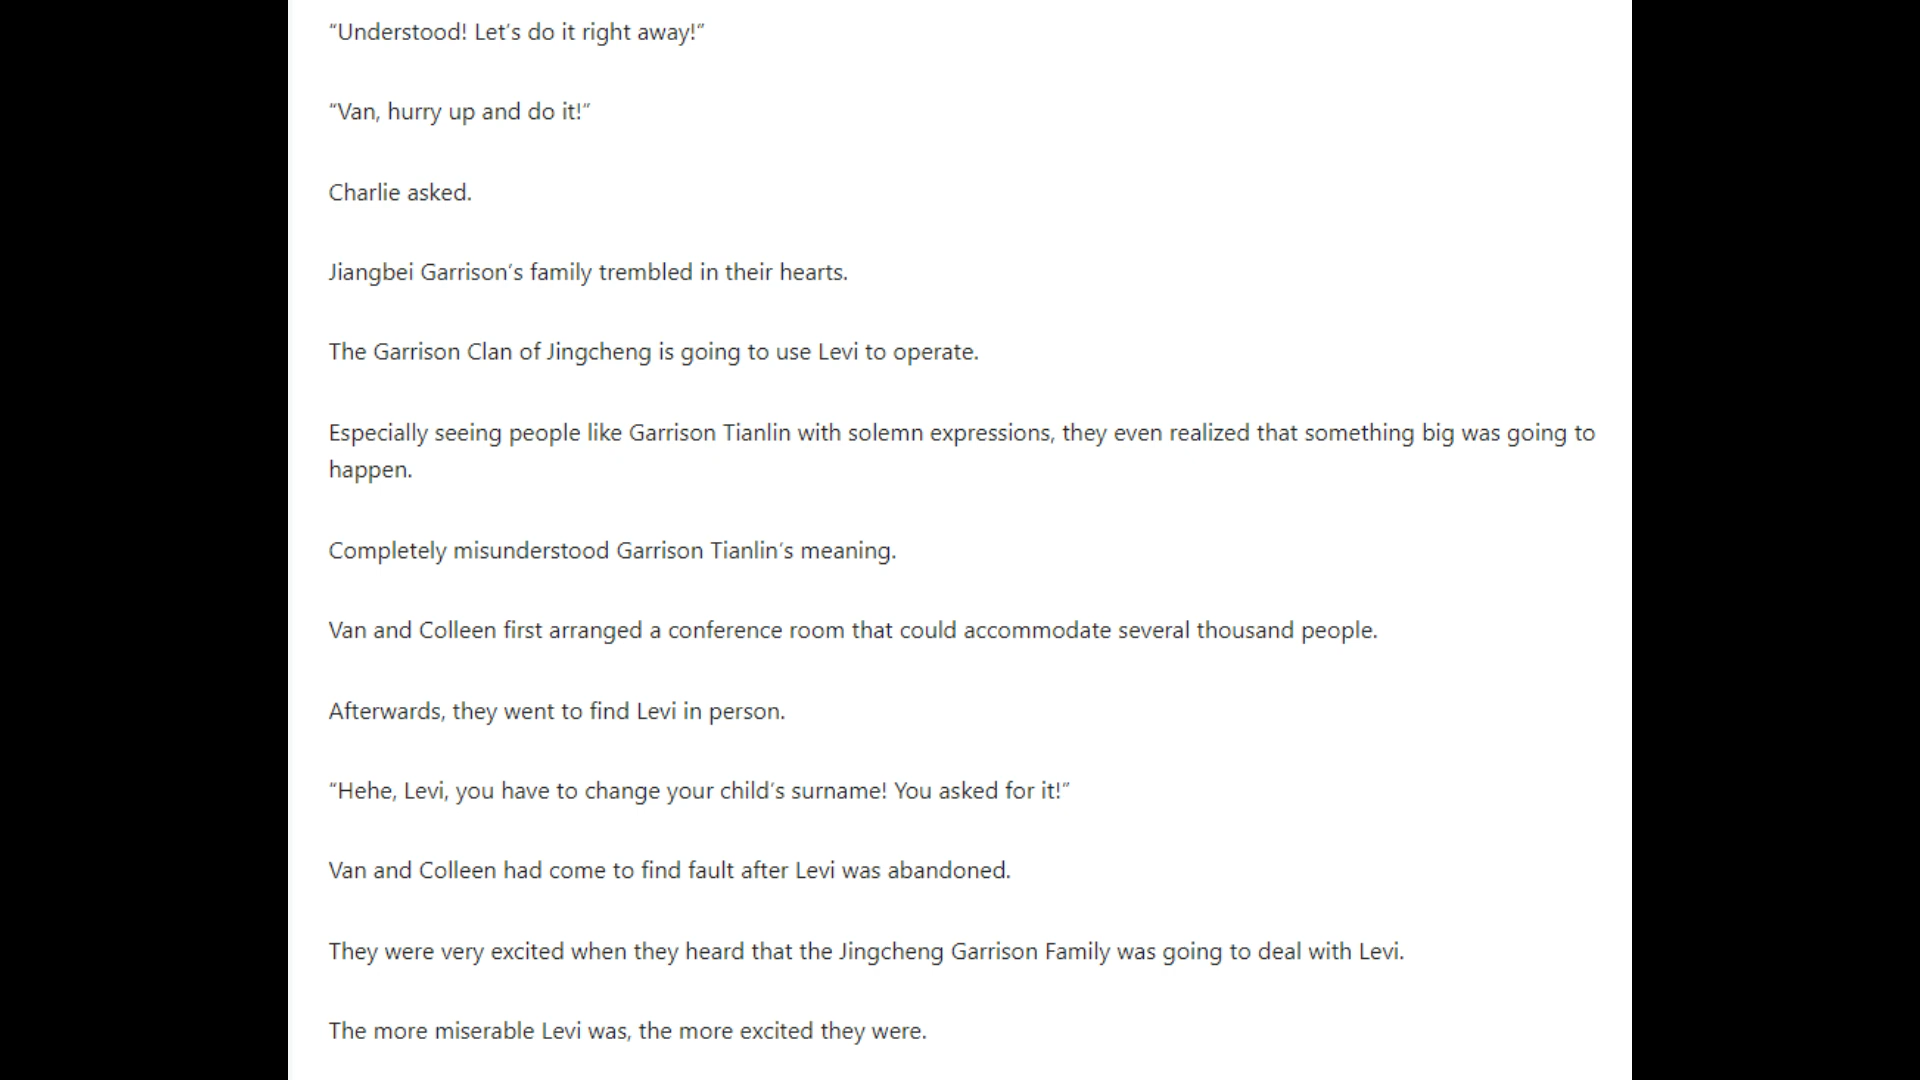 “Understood! Let’s do it right away!”
“Van, hurry up and do it!”
Charlie asked.
Jiangbei Garrison’s family trembled in their hearts.
The Garrison Clan of Jingcheng is going to use Levi to operate.
Especially seeing people like Garrison Tianlin with solemn expressions, they even realized that something big was going to
happen.
Completely misunderstood Garrison Tianlin’s meaning.
Van and Colleen first arranged a conference room that could accommodate several thousand people.
Afterwards, they went to find Levi in person.
“Hehe, Levi, you have to change your child’s surname! You asked for it!”
Van and Colleen had come to find fault after Levi was abandoned.
They were very excited when they heard that the Jingcheng Garrison Family was going to deal with Levi.
The more miserable Levi was, the more excited they were.